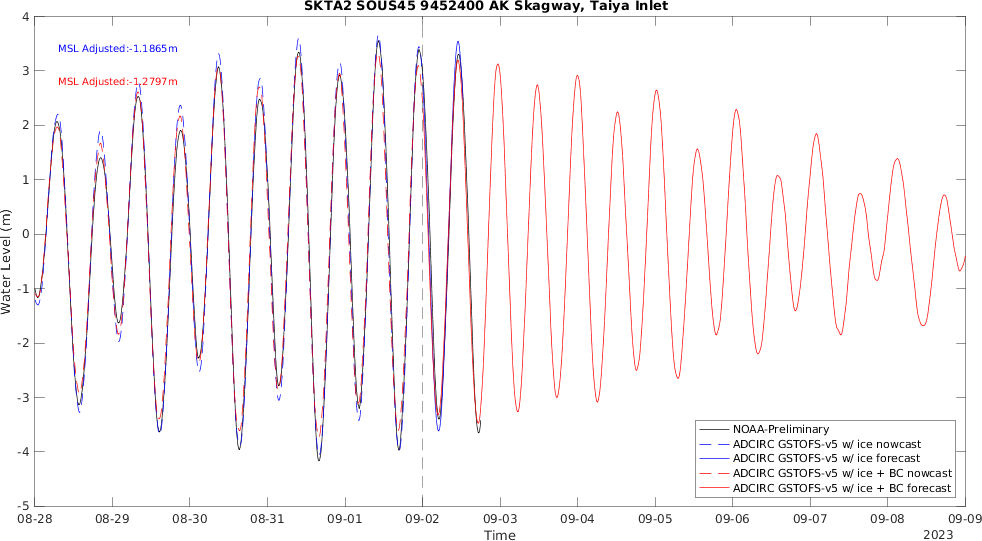 SKTA2 SOUS45 9452400 AK Skagway, Taiya Inlet
4
MSL Adjusted:-1.1865m
3
MSL Adjusted:-1.2797m
2
1
0
Water Level (m)
-1
-2
-3
NOAA-Preliminary
ADCIRC GSTOFS-v5 w/ ice nowcast
-4
ADCIRC GSTOFS-v5 w/ ice forecast
ADCIRC GSTOFS-v5 w/ ice + BC nowcast
ADCIRC GSTOFS-v5 w/ ice + BC forecast
-5
08-28 08-29 08-30 08-31 09-01 09-02 09-03 09-04 09-05 09-06 09-07 09-08 09-09
Time 2023